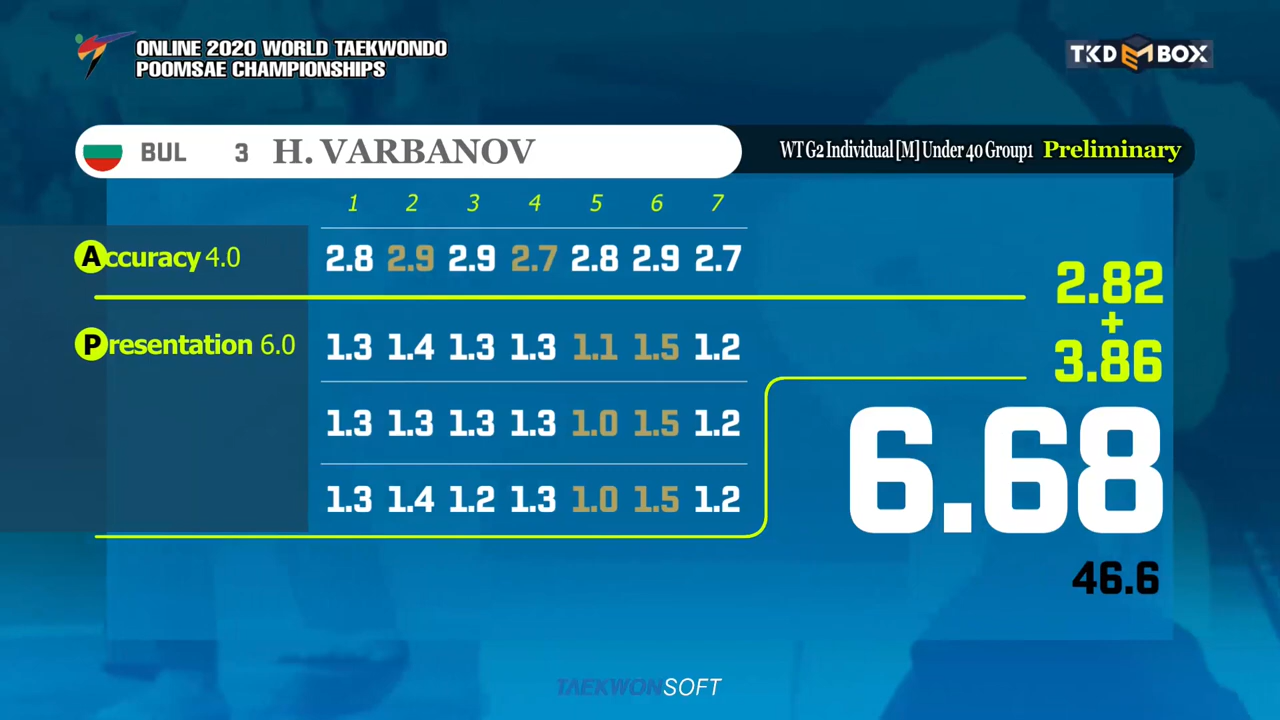 ONLINE 2020 WORLD TAEKWONDO
POOMSAE CHAMPIONSHIPS
TKD BOX
BUL 3 H. VARBANOV
WT G2 Individual [M] Under 40 Group1 Preliminary
1 2 3 4 5 6 7
Accuracy 4.0 2.8 2.9 2.9 2.7 2.8 2.9 2.7
2.82
+
Presentation 6.0 1.3 1.4 1.3 1.3 1.1 1.5 1.2
3.86
1.3 1.3 1.3 1.3 1.0 1.5 1.2
1.3 1.4 1.2 1.3 1.0 1.5 1.2
6.68
46.6
TAEKWONSOFT